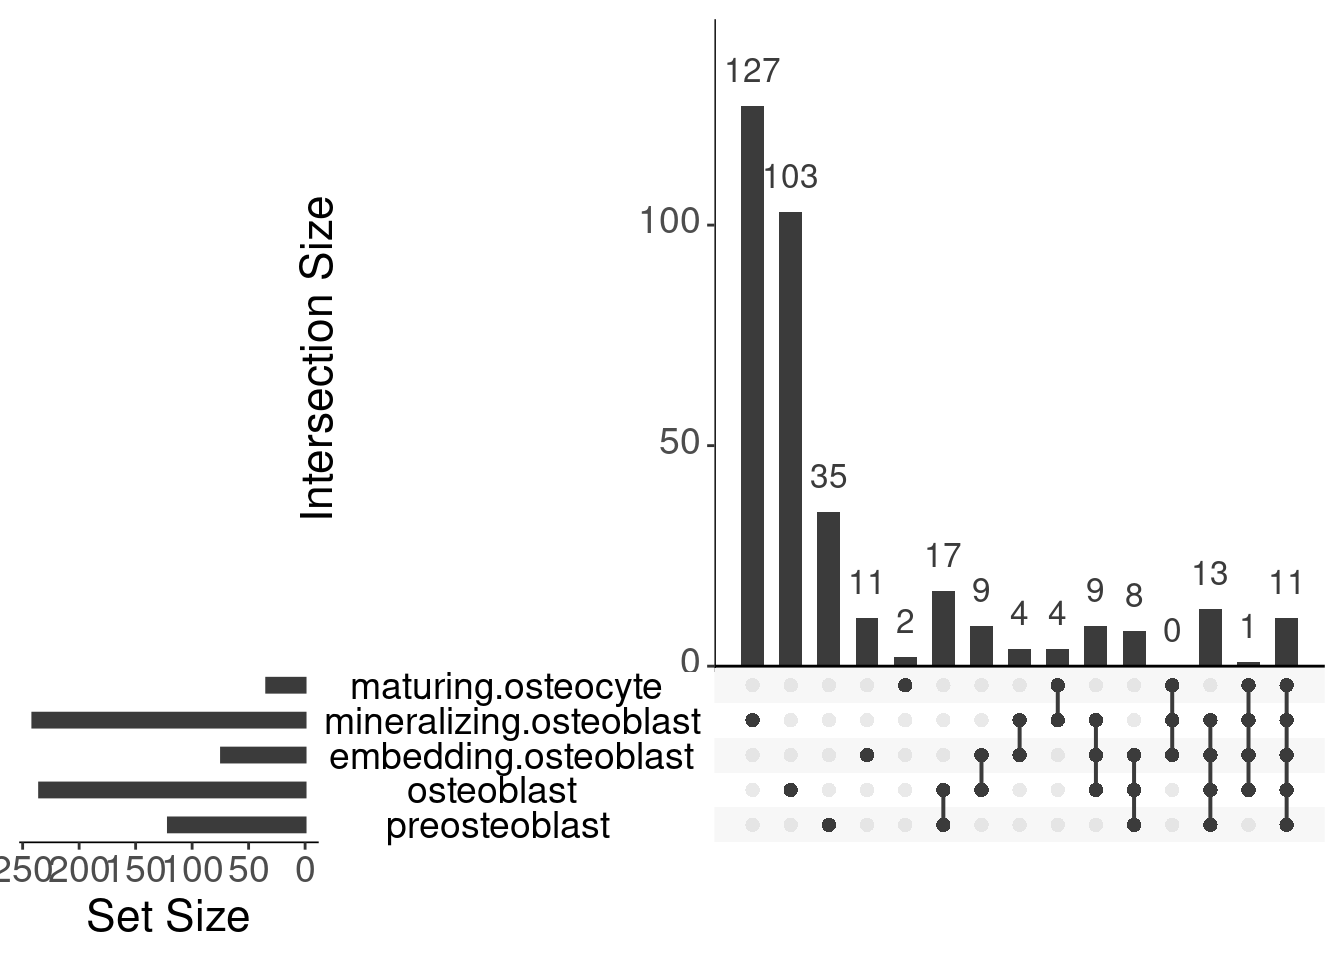 Intersection Size
127
103
35
11
2
17
9
4
4
9
8
0
13
1
11
100
50
0
maturing.osteocyte
mineralizing.osteoblast
embedding.osteoblast
osteoblast
preosteoblast
250 200 150 100 50 0
Set Size